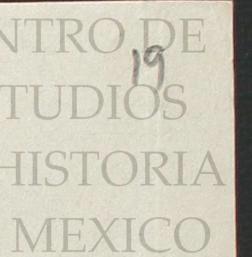 NTRO DE
19
TUDIOS
HISTORIA
MEXICO